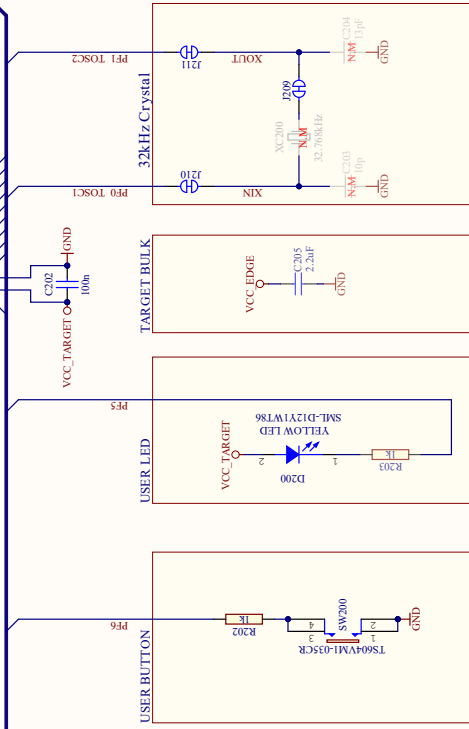 32kHz Crystal
PF1 TOSC2
J211
XOUT
C204
13pF
N.M
GND
J209
XC200
N.M
32.768kHz
PF0 TOSC1
J210
XIN
C203
10p
N.M
GND
GND
C202
100n
VCC_TARGET
TARGET BULK
VCC_EDGE
C205
2.2uF
GND
USER LED
PF5
VCC_TARGET
YELLOW LED
SML-D12Y1WT86
2
1
D200
1k
R203
USER BUTTON
PF6
1k
R202
4
3
SW200
2
1
TS604VM1-035CR
GND